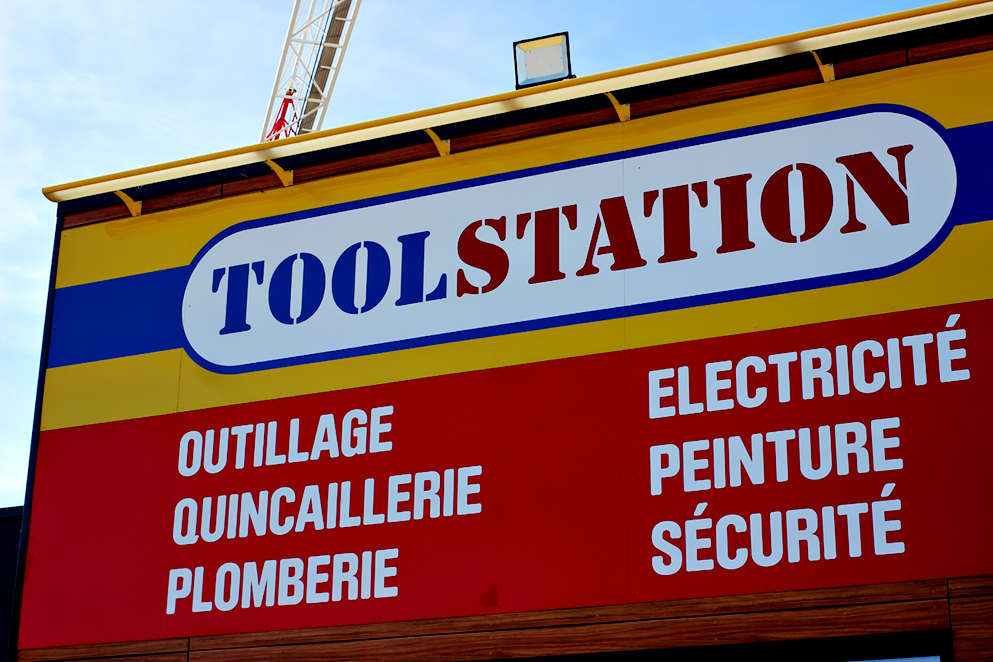 TOOLSTATION
OUTILLAGE
QUINCAILLERIE
PLOMBERIE
ELECTRICITÉ
PEINTURE
SÉCURITÉ